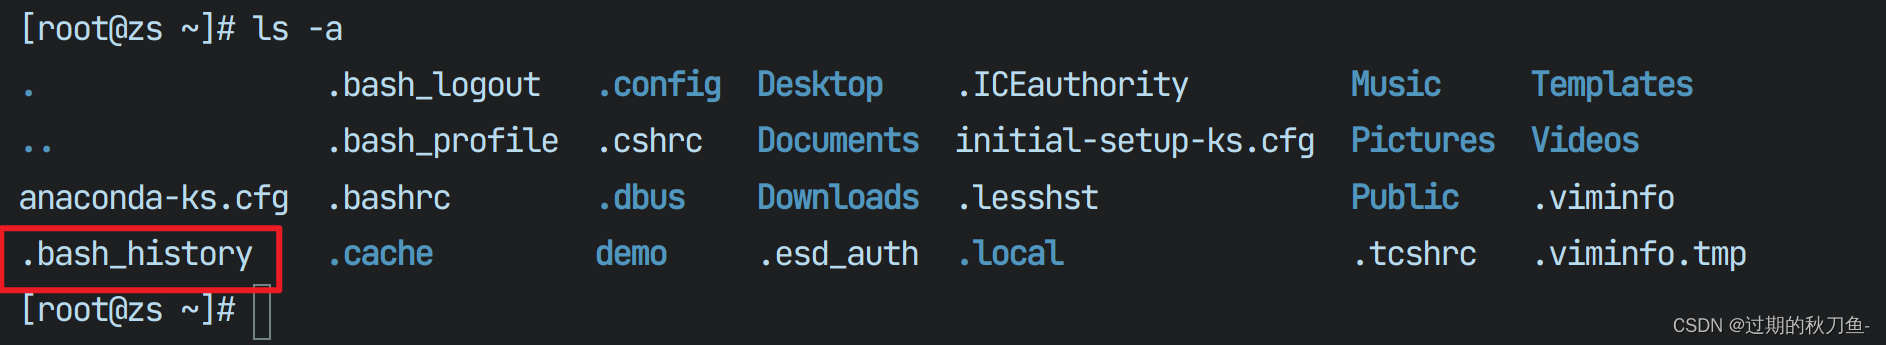 [root@zs ~]# ls -a
. .bash_logout .config Desktop .ICEauthority Music Templates
.. .bash_profile .cshrc Documents initial-setup-ks.cfg Pictures Videos
anaconda-ks.cfg .bashrc .dbus Downloads .lesshst Public .viminfo
.bash_history .cache demo .esd_auth .local .tcshrc .viminfo.tmp
[root@zs ~]#
CSDN @过期的秋刀鱼-